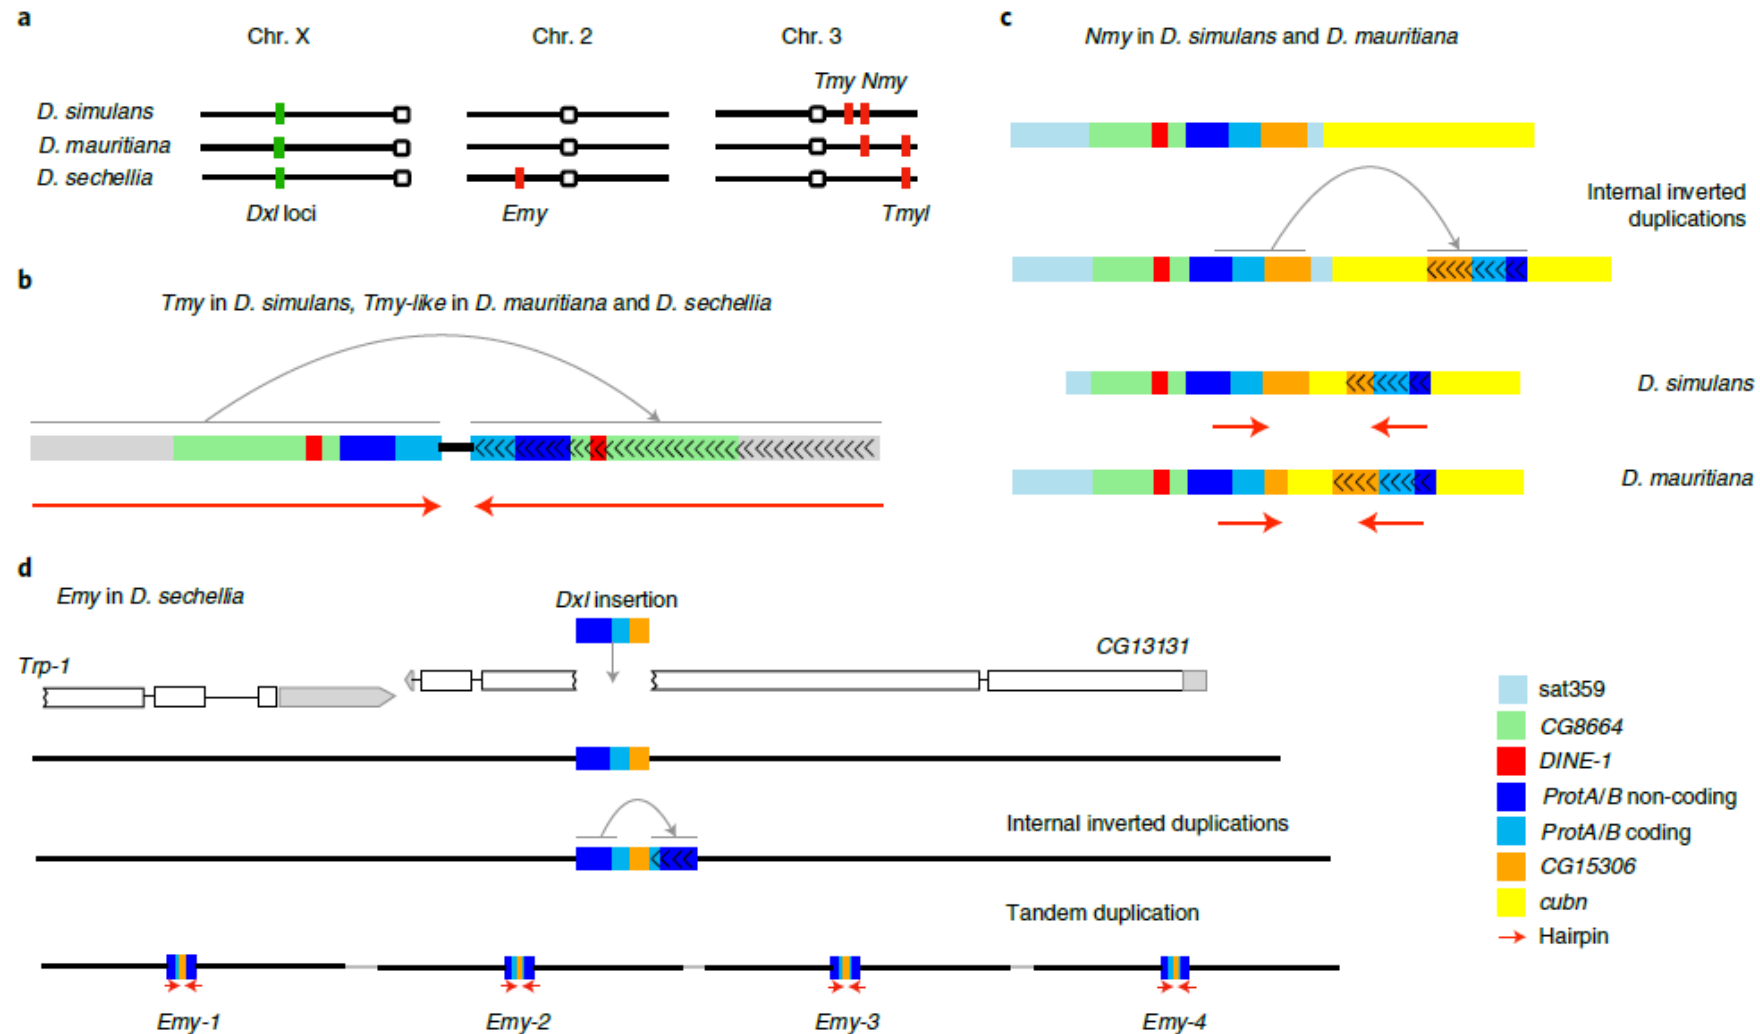 a
Chr. X
Chr. 2
Chr. 3
Tmy Nmy
D. simulans
D. mauritiana
D. sechellia
Dxl loci
Emy
Tmyl
b
Tmy in D. simulans, Tmy-like in D. mauritiana and D. sechellia
c
Nmy in D. simulans and D. mauritiana
Internal inverted
duplications
D. simulans
D. mauritiana
d
Emy in D. sechellia
Dxl insertion
Trp-1
CG13131
Internal inverted duplications
Tandem duplication
Emy-1
Emy-2
Emy-3
Emy-4
sat359
CG8664
DINE-1
ProtA/B non-coding
ProtA/B coding
CG15306
cubn
Hairpin